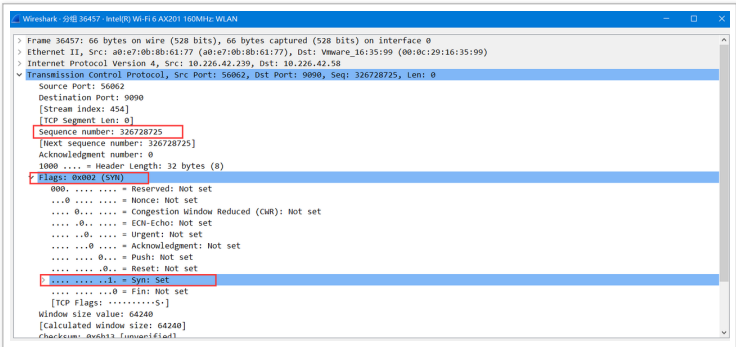 Wireshark · 分组 36457 · Intel(R) Wi-Fi 6 AX201 160MHz: WLAN
Frame 36457: 66 bytes on wire (528 bits), 66 bytes captured (528 bits) on interface 0
Ethernet II, Src: a0:e7:0b:8b:61:77 (a0:e7:0b:8b:61:77), Dst: Vmware_16:35:99 (00:0c:29:16:35:99)
Internet Protocol Version 4, Src: 10.226.42.239, Dst: 10.226.42.58
Transmission Control Protocol, Src Port: 56062, Dst Port: 9090, Seq: 326728725, Len: 0
Source Port: 56062
Destination Port: 9090
[Stream index: 454]
[TCP Segment Len: 0]
Sequence number: 326728725
[Next sequence number: 326728725]
Acknowledgment number: 0
1000 .... = Header Length: 32 bytes (8)
Flags: 0x002 (SYN)
000. .... .... = Reserved: Not set
...0 .... .... = Nonce: Not set
.... 0... .... = Congestion Window Reduced (CWR): Not set
.... .0.. .... = ECN-Echo: Not set
.... ..0. .... = Urgent: Not set
.... ...0 .... = Acknowledgment: Not set
.... .... 0... = Push: Not set
.... .... .0.. = Reset: Not set
.... .... ..1. = Syn: Set
.... .... ...0 = Fin: Not set
[TCP Flags: ··········S·]
Window size value: 64240
[Calculated window size: 64240]
Checksum: 0x6b13 [unverified]